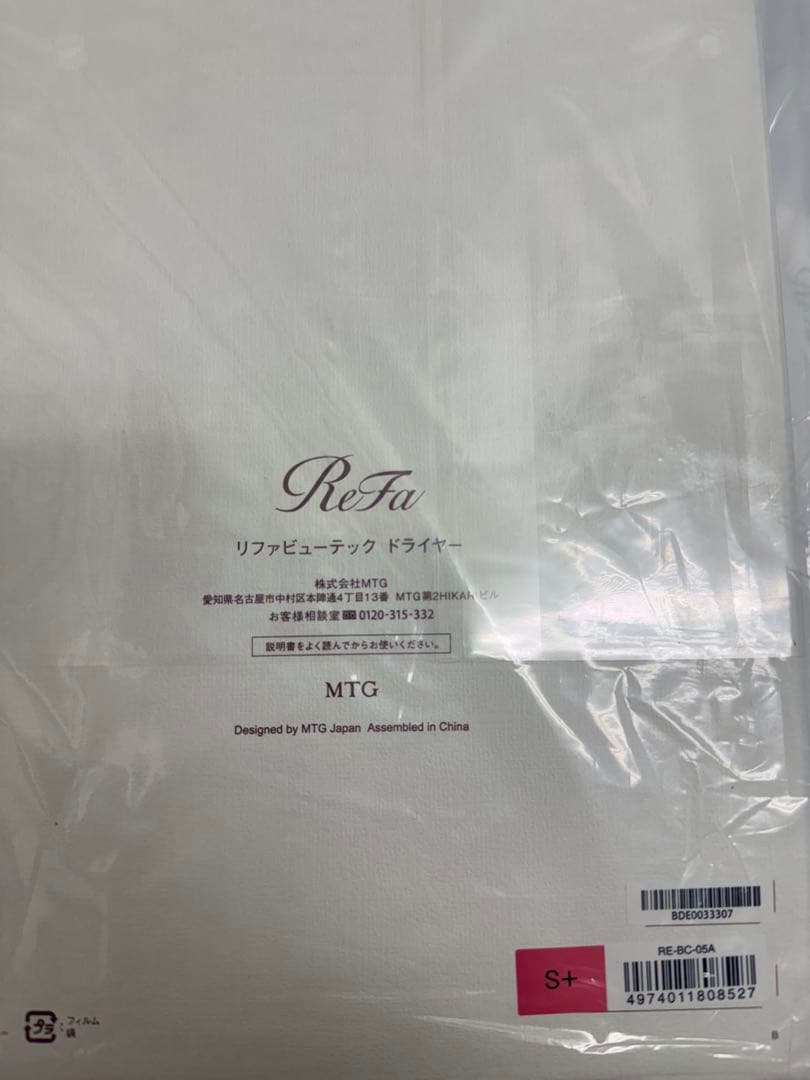 ReFa
リファビューテック ドライヤー
株式会社MTG
愛知県名古屋市中村区本陣通4丁目13番 MTG第2HIKARIビル
お客様相談室 0120-315-332
説明書をよく読んでからお使いください。
MTG
Designed by MTG Japan Assembled in China
BDE0033307
RE-BC-05A
S+
4974011808527
プラ : フィルム
袋
B